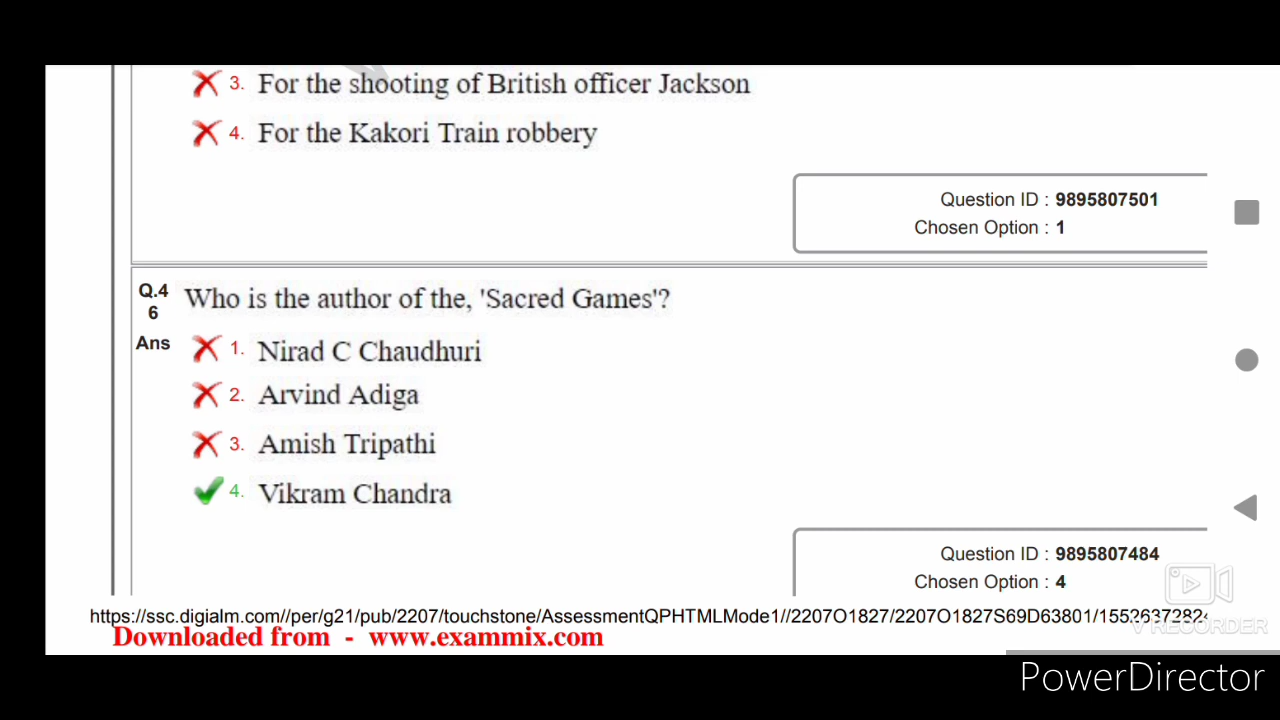 3. For the shooting of British officer Jackson
4. For the Kakori Train robbery
Question ID : 9895807501
Chosen Option : 1
Q.4
6
Who is the author of the, 'Sacred Games'?
Ans
1. Nirad C Chaudhuri
2. Arvind Adiga
3. Amish Tripathi
4. Vikram Chandra
Question ID : 9895807484
Chosen Option : 4
https://ssc.digialm.com//per/g21/pub/2207/touchstone/AssessmentQPHTMLMode1//2207O1827/2207O1827S69D63801/1552637282
Downloaded from - www.exammix.com
V RECORDER
PowerDirector